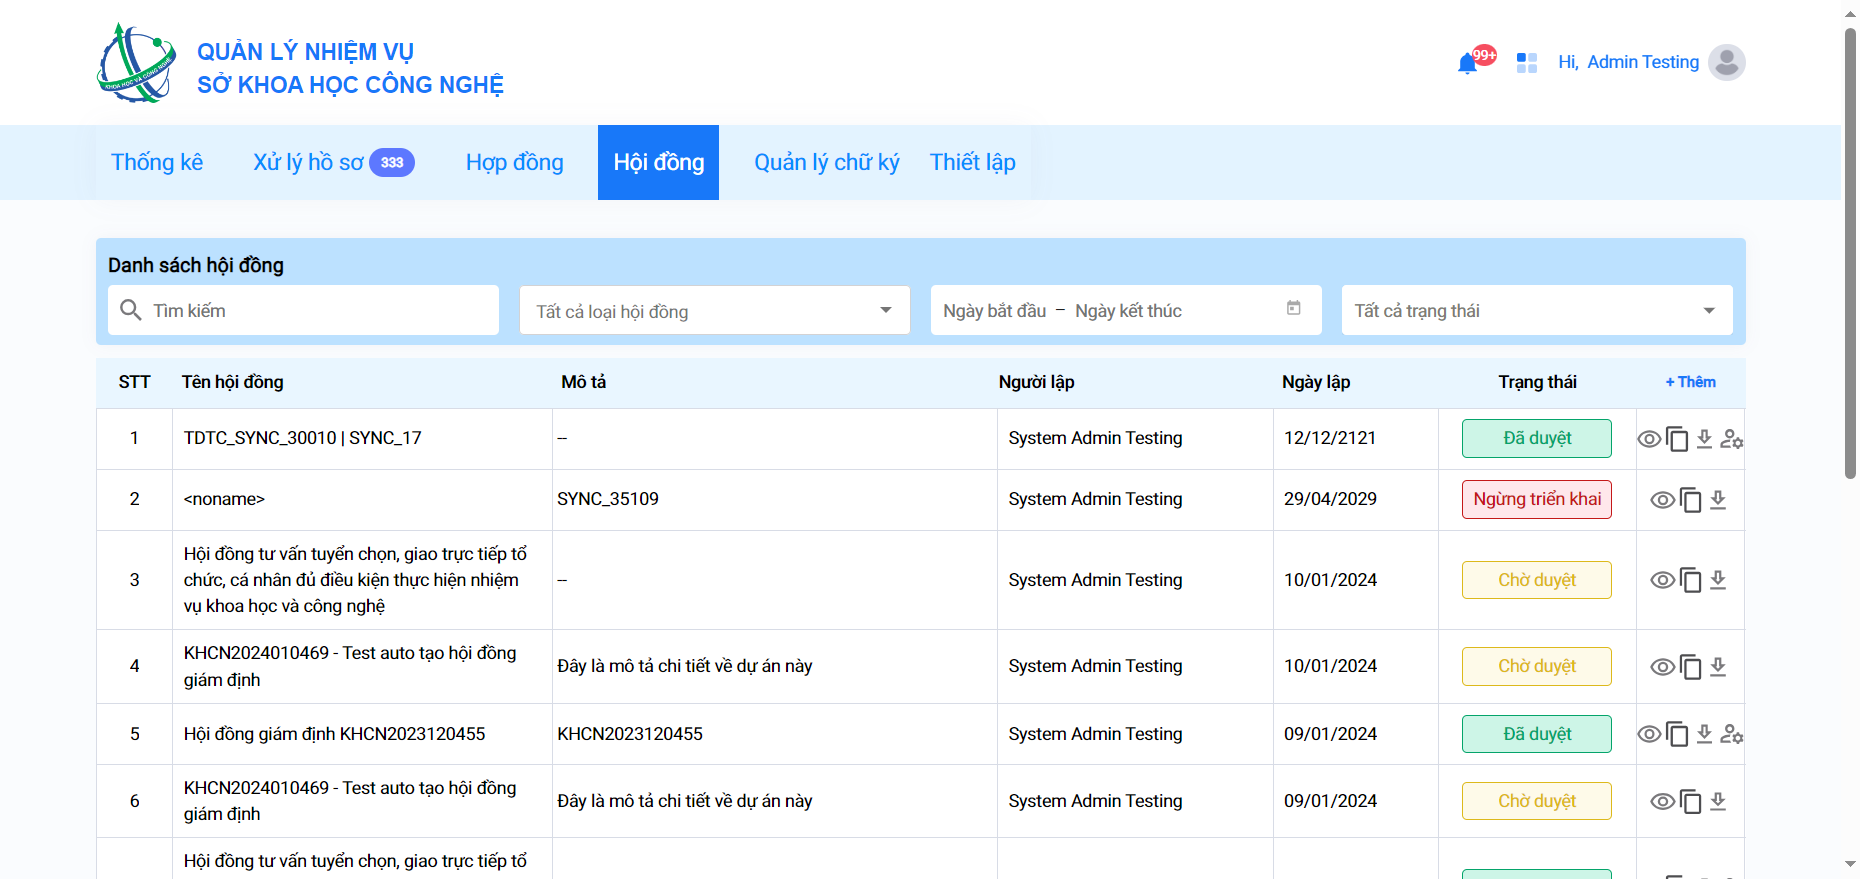 KHOA HỌC VÀ CÔNG NGHỆ
QUẢN LÝ NHIỆM VỤ
SỞ KHOA HỌC CÔNG NGHỆ
99+
Hi, Admin Testing
Thống kê
Xử lý hồ sơ 333
Hợp đồng
Hội đồng
Quản lý chữ ký
Thiết lập
Danh sách hội đồng
Tìm kiếm
Tất cả loại hội đồng
Ngày bắt đầu – Ngày kết thúc
Tất cả trạng thái
STT Tên hội đồng Mô tả Người lập Ngày lập Trạng thái + Thêm
1 TDTC_SYNC_30010 | SYNC_17 -- System Admin Testing 12/12/2121 Đã duyệt
2 <noname> SYNC_35109 System Admin Testing 29/04/2029 Ngừng triển khai
Hội đồng tư vấn tuyển chọn, giao trực tiếp tổ
3 chức, cá nhân đủ điều kiện thực hiện nhiệm -- System Admin Testing 10/01/2024 Chờ duyệt
vụ khoa học và công nghệ
KHCN2024010469 - Test auto tạo hội đồng
4 Đây là mô tả chi tiết về dự án này System Admin Testing 10/01/2024 Chờ duyệt
giám định
5 Hội đồng giám định KHCN2023120455 KHCN2023120455 System Admin Testing 09/01/2024 Đã duyệt
KHCN2024010469 - Test auto tạo hội đồng
6 Đây là mô tả chi tiết về dự án này System Admin Testing 09/01/2024 Chờ duyệt
giám định
Hội đồng tư vấn tuyển chọn, giao trực tiếp tổ